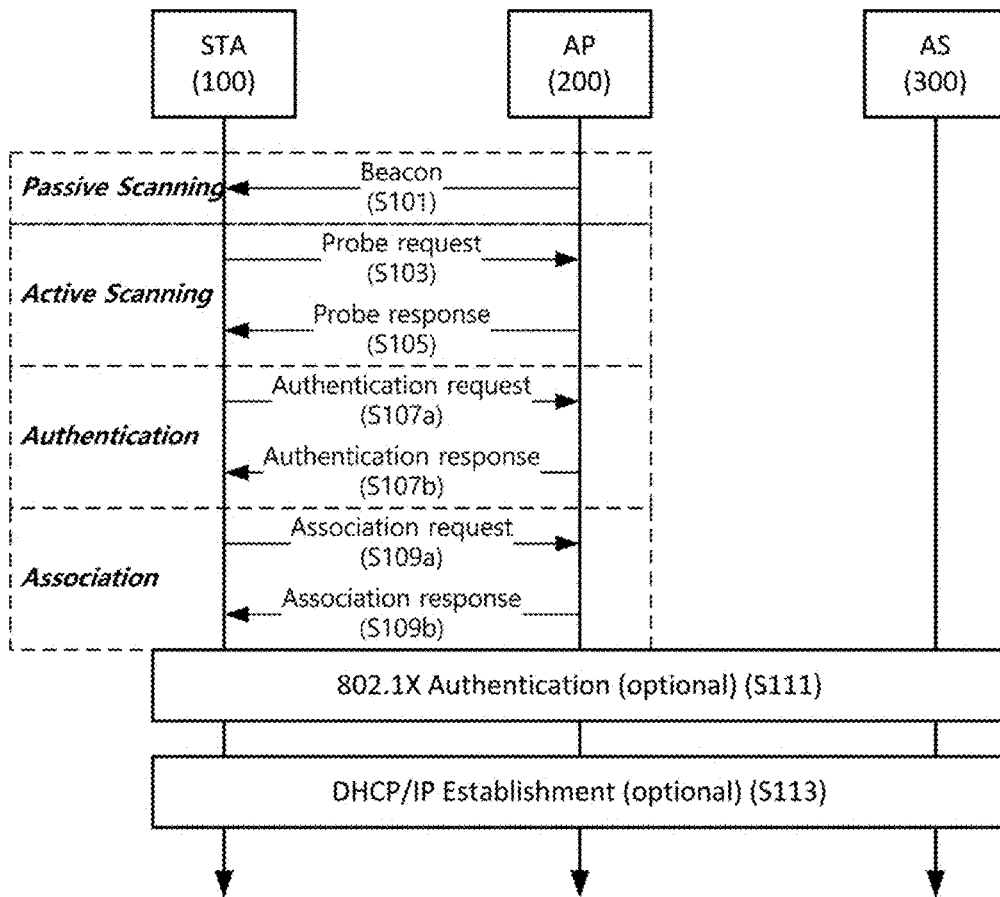 STA
(100)
AP
(200)
AS
(300)
Passive Scanning
Beacon
(S101)
Active Scanning
Probe request
(S103)
Probe response
(S105)
Authentication
Authentication request
(S107a)
Authentication response
(S107b)
Association
Association request
(S109a)
Association response
(S109b)
802.1X Authentication (optional) (S111)
DHCP/IP Establishment (optional) (S113)